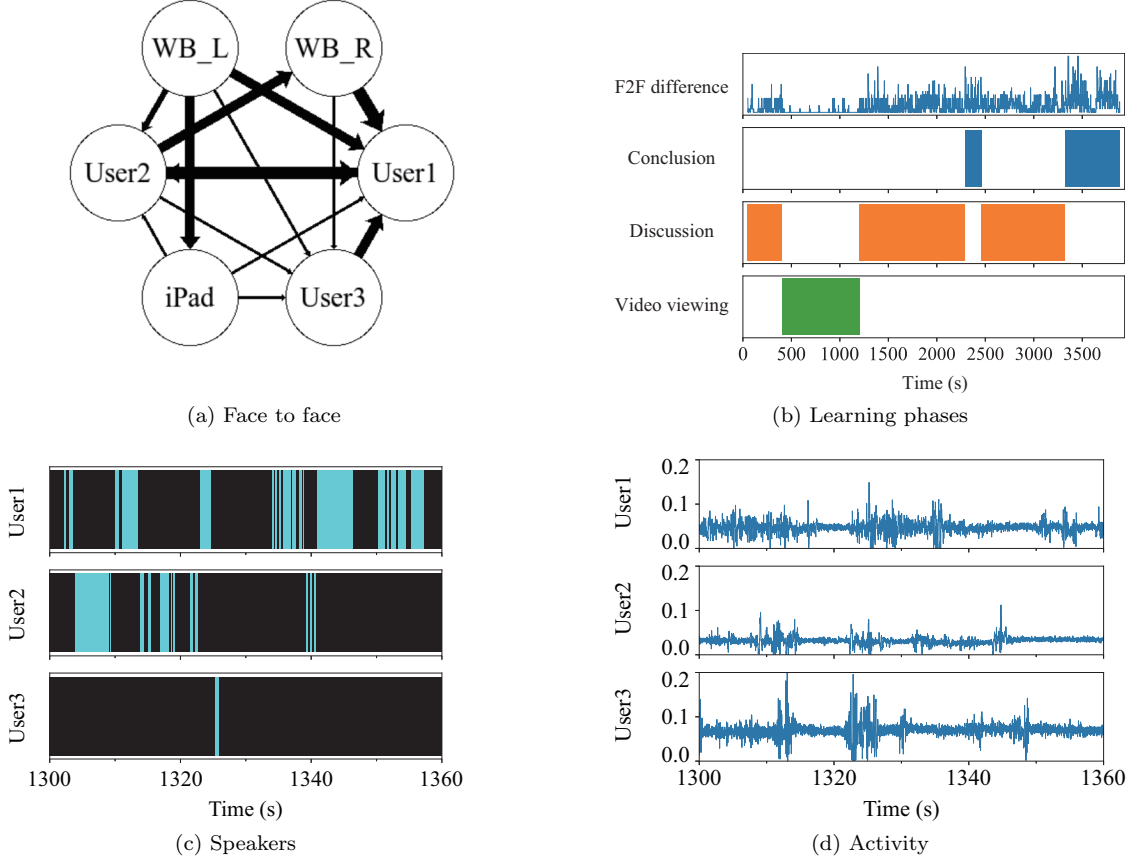 WB_L
WB_R
User2
User1
iPad
User3
(a) Face to face
F2F difference
Conclusion
Discussion
Video viewing
0 500 1000 1500 2000 2500 3000 3500
Time (s)
(b) Learning phases
User1
User2
User3
1300 1320 1340 1360
Time (s)
(c) Speakers
User1
0.2
0.1
0.0
User2
0.2
0.1
0.0
User3
0.2
0.1
0.0
1300 1320 1340 1360
Time (s)
(d) Activity